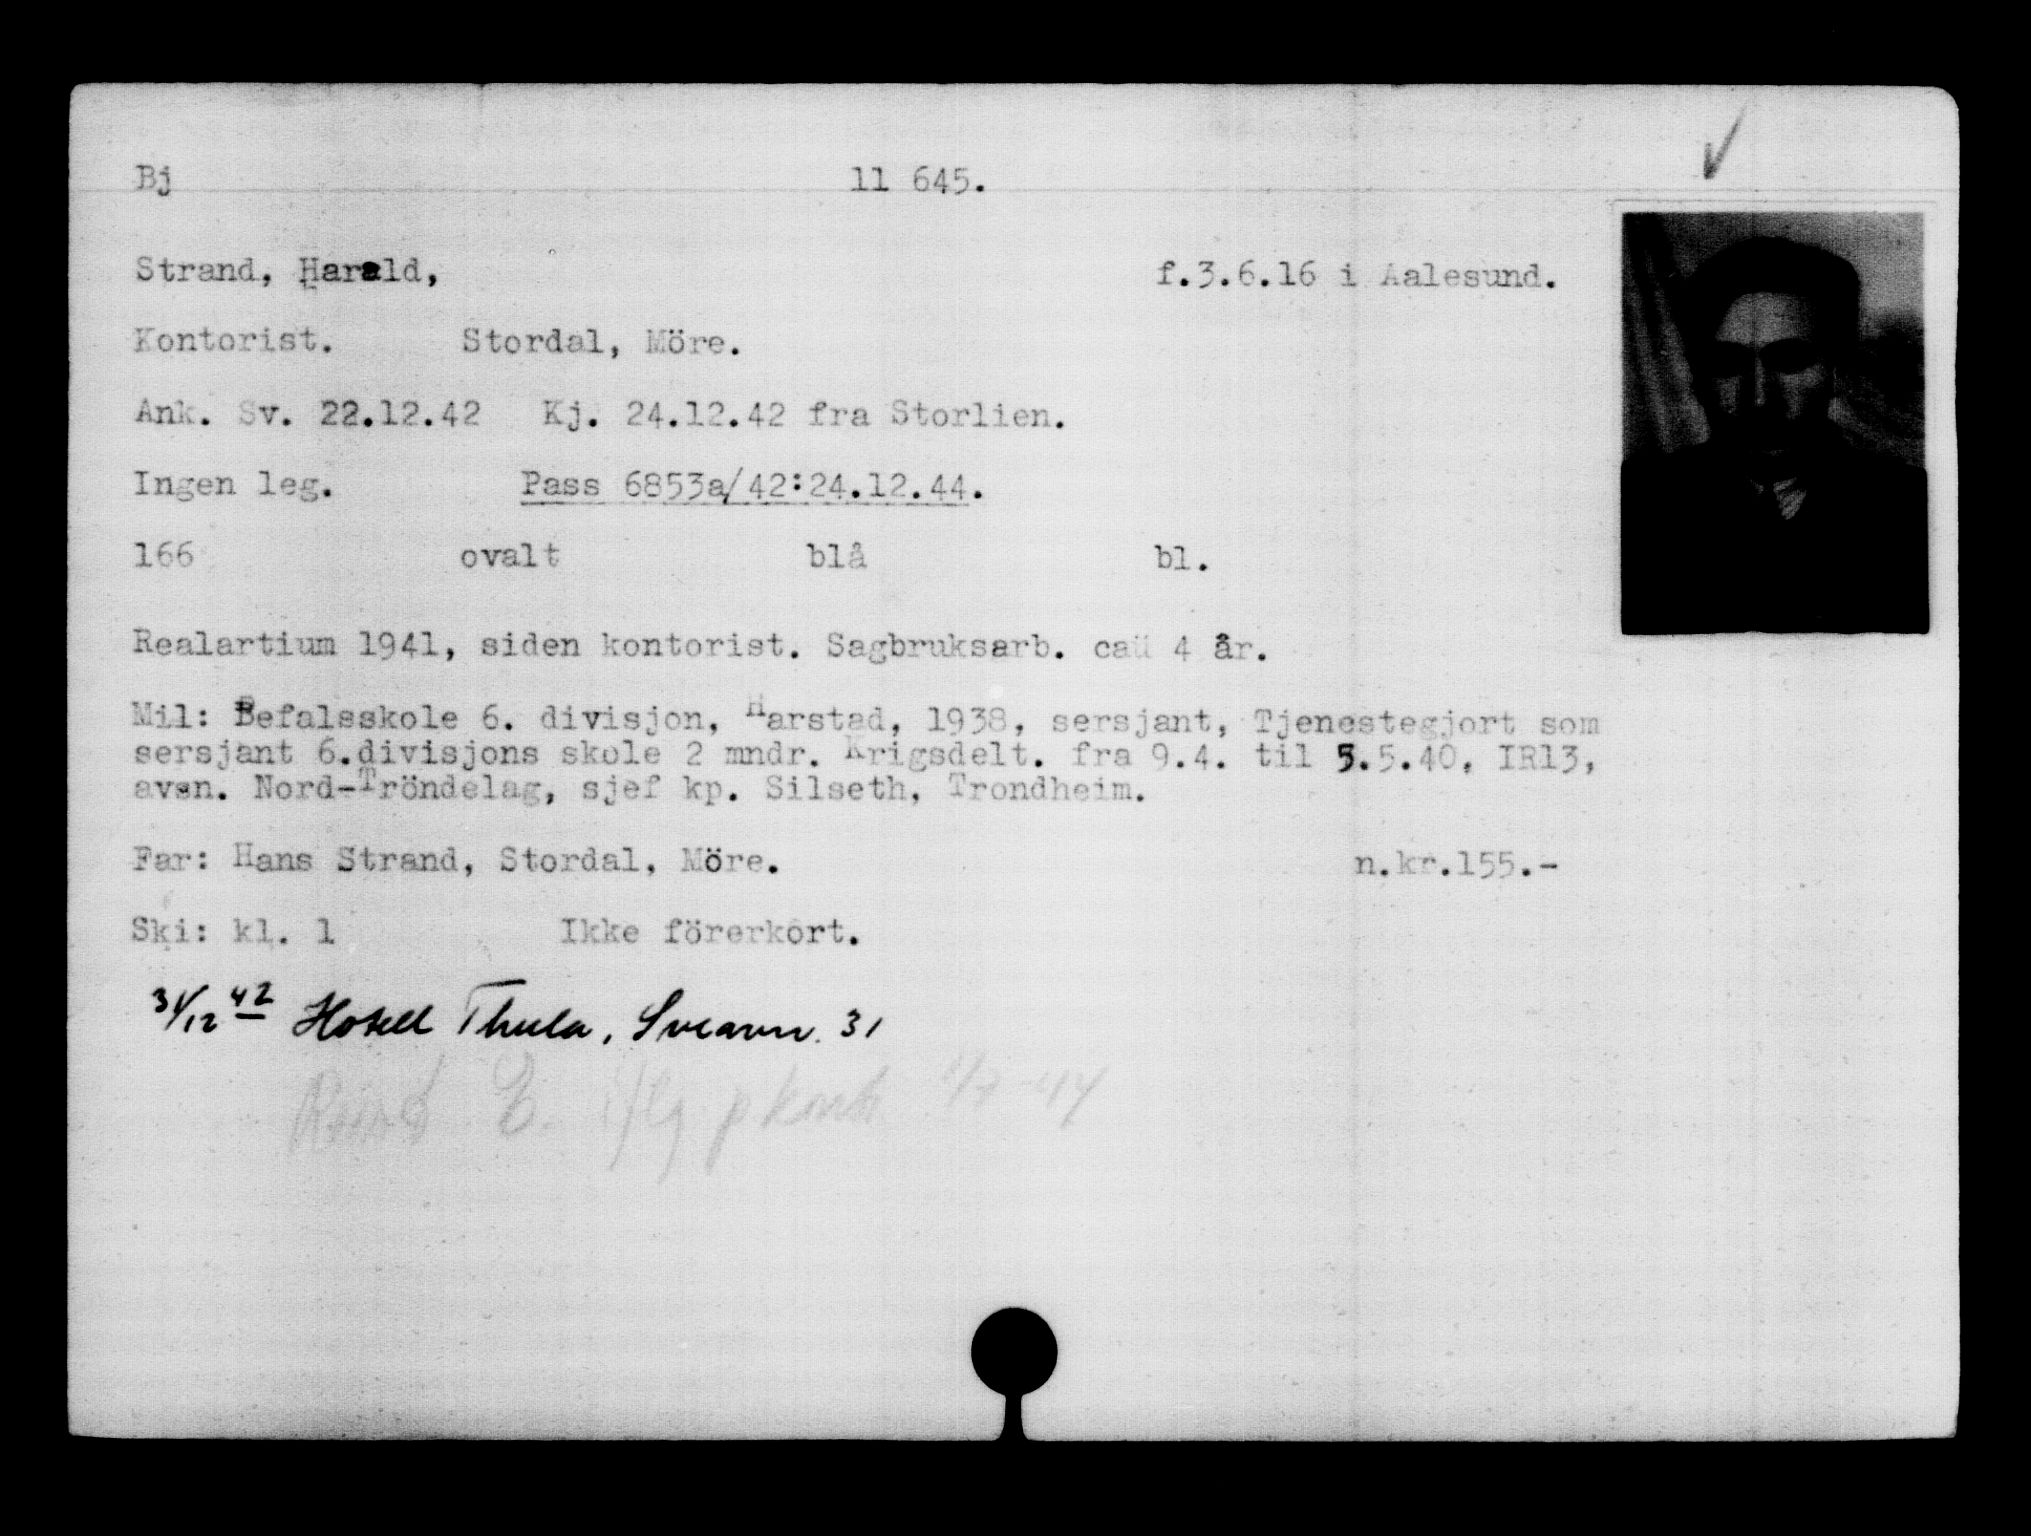 Bj 11 645.
Strand, Harald, f.3.6.16 i Aalesund.
Kontorist. Stordal, Möre.
Ank. Sv. 22.12.42 Kj. 24.12.42 fra Storlien.
Ingen leg. Pass 6853a/42:24.12.44.
166 ovalt blå bl.
Realartium 1941, siden kontorist. Sagbruksarb. ca 4 år.
Mil: Befalsskole 6. divisjon, Harstad, 1938, sersjant, Tjenestegjort som
sersjant 6.divisjons skole 2 mndr. Krigsdelt. fra 9.4. til 5.5.40, IR13,
avsn. Nord-Tröndelag, sjef kp. Silseth, Trondheim.
Far: Hans Strand, Stordal, Möre. n.kr.155.-
Ski: kl. 1 Ikke förerkort.
31/12 42 Hotell Thula, Sveavn. 31